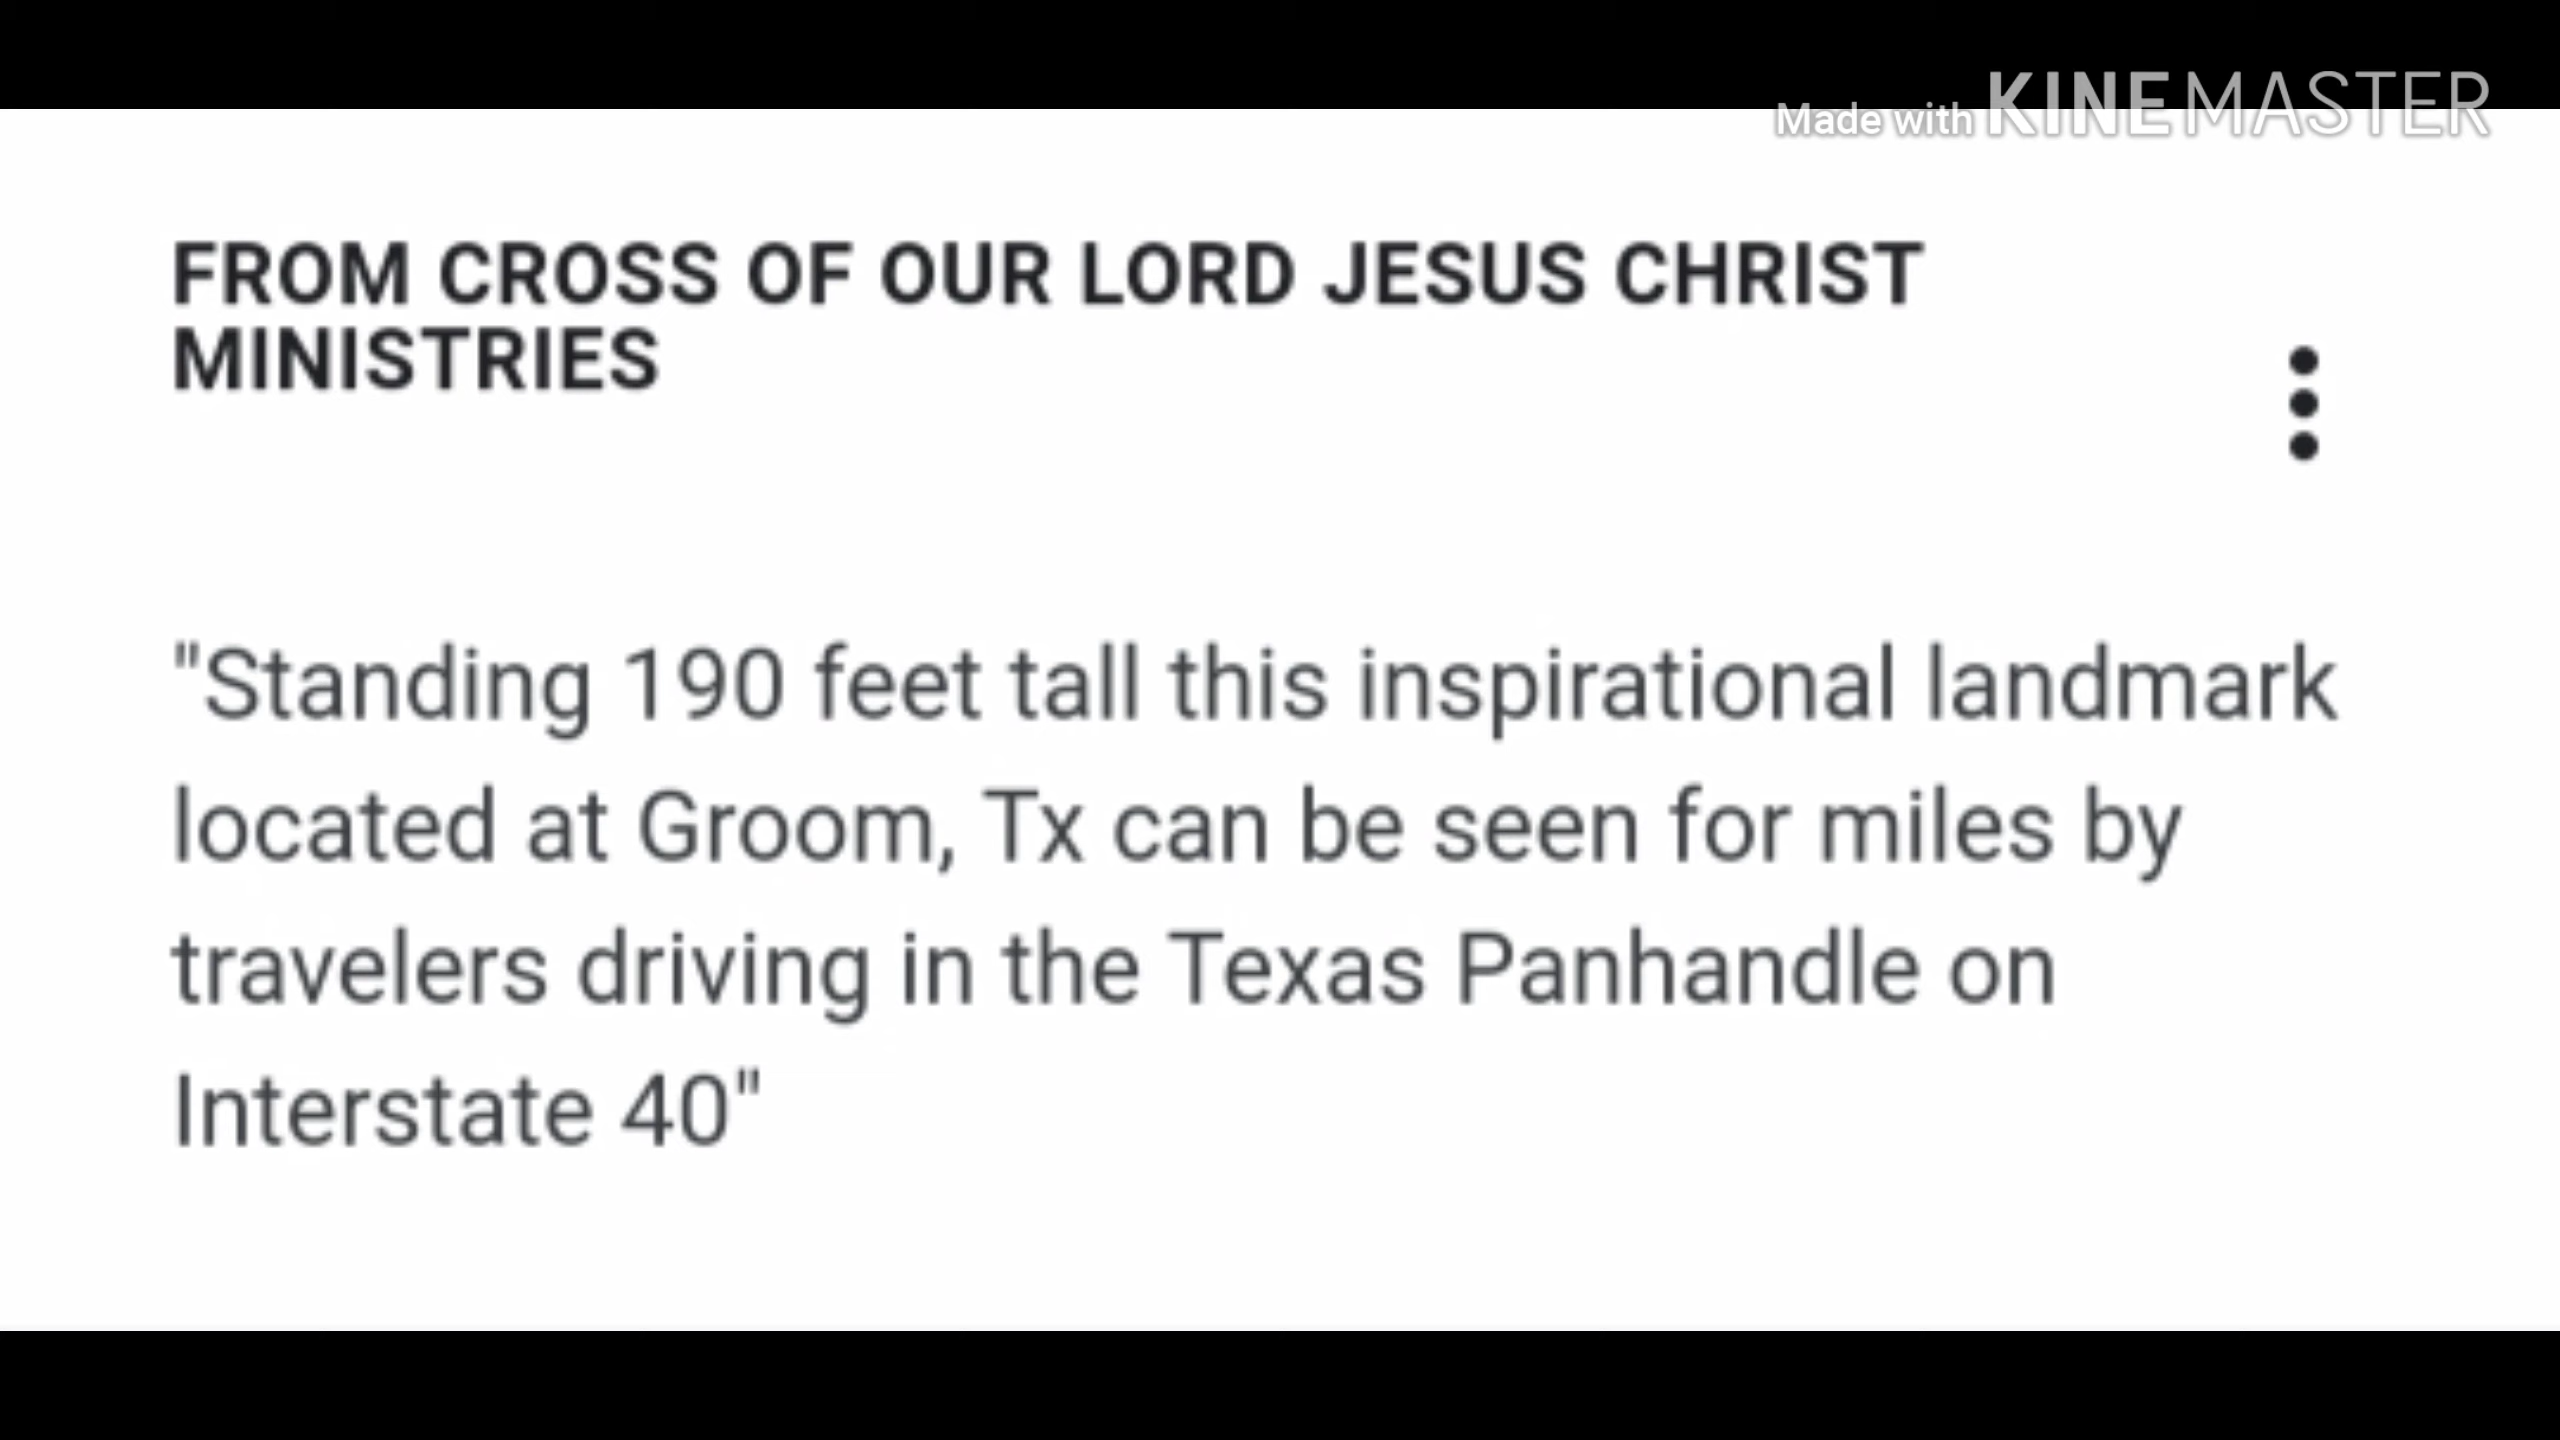 Made with KINEMASTER
FROM CROSS OF OUR LORD JESUS CHRIST
MINISTRIES
"Standing 190 feet tall this inspirational landmark
located at Groom, Tx can be seen for miles by
travelers driving in the Texas Panhandle on
Interstate 40"